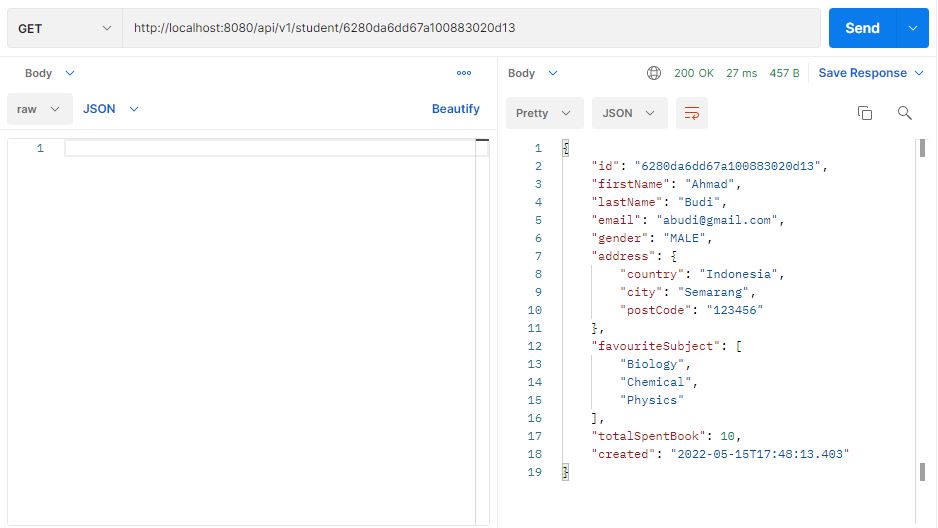 GET http://localhost:8080/api/v1/student/6280da6dd67a100883020d13 Send
Body ooo
raw JSON Beautify
1
Body 200 OK 27 ms 457 B Save Response
Pretty JSON
1 {
2 "id": "6280da6dd67a100883020d13",
3 "firstName": "Ahmad",
4 "lastName": "Budi",
5 "email": "abudi@gmail.com",
6 "gender": "MALE",
7 "address": {
8 "country": "Indonesia",
9 "city": "Semarang",
10 "postCode": "123456"
11 },
12 "favouriteSubject": [
13 "Biology",
14 "Chemical",
15 "Physics"
16 ],
17 "totalSpentBook": 10,
18 "created": "2022-05-15T17:48:13.403"
19 }